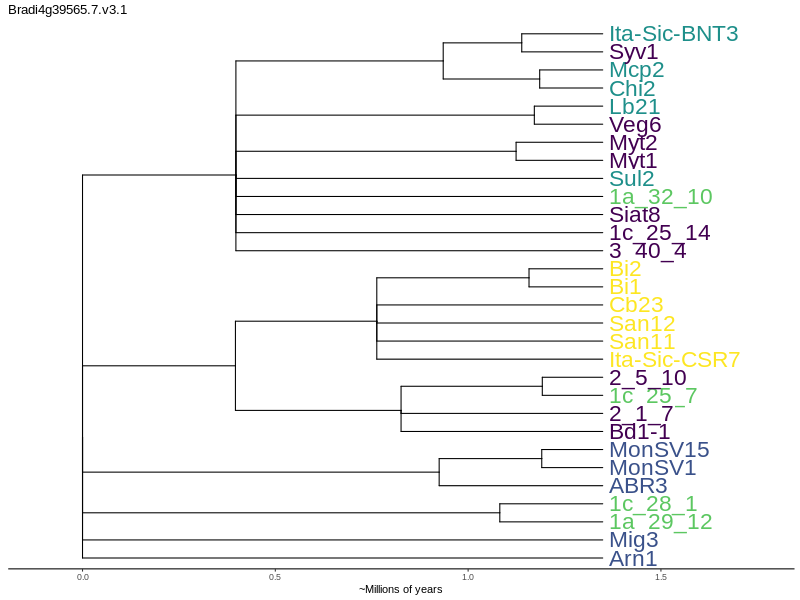 Bradi4g39565.7.v3.1
Ita-Sic-BNT3
Syv1
Mcp2
Chi2
Lb21
Veg6
Myt2
Myt1
Sul2
1a_32_10
Siat8
1c_25_14
3_40_4
Bi2
Bi1
Cb23
San12
San11
Ita-Sic-CSR7
2_5_10
1c_25_7
2_1_7
Bd1-1
MonSV15
MonSV1
ABR3
1c_28_1
1a_29_12
Mig3
Arn1
0.0 0.5 1.0 1.5
~Millions of years